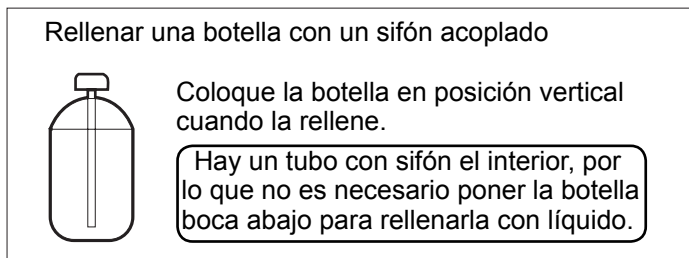 Rellenar una botella con un sifón acoplado
Coloque la botella en posición vertical
cuando la rellene.
Hay un tubo con sifón el interior, por
lo que no es necesario poner la botella
boca abajo para rellenarla con líquido.